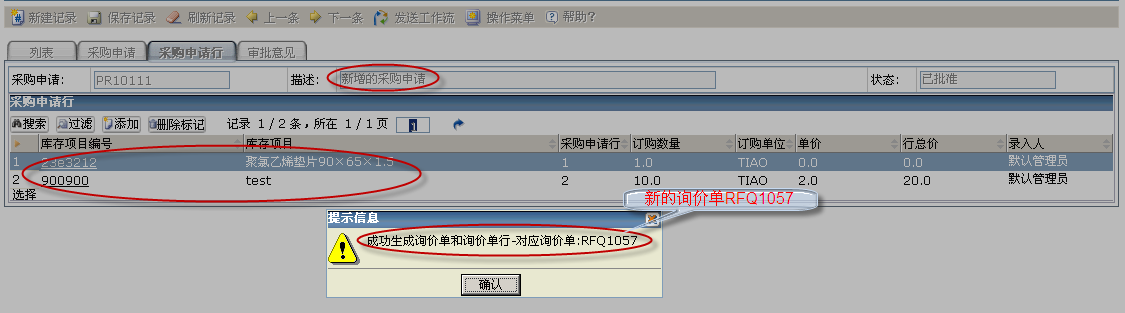 新建记录 保存记录 刷新记录 上一条 下一条 发送工作流 操作菜单 帮助?
列表 采购申请 采购申请行 审批意见
采购申请: PR10111 描述: 新增的采购申请 状态: 已批准
采购申请行
搜索 过滤 添加 删除标记 记录 1 / 2 条，所在 1 / 1 页 1
库存项目编号 库存项目 采购申请行 订购数量 订购单位 单价 行总价 录入人
1 2383212 聚氯乙烯垫片90×65×1.5 1 1.0 TIAO 0.0 0.0 默认管理员
2 900900 test 2 10.0 TIAO 2.0 20.0 默认管理员
选择
新的询价单RFQ1057
提示信息
成功生成询价单和询价单行-对应询价单:RFQ1057
确认